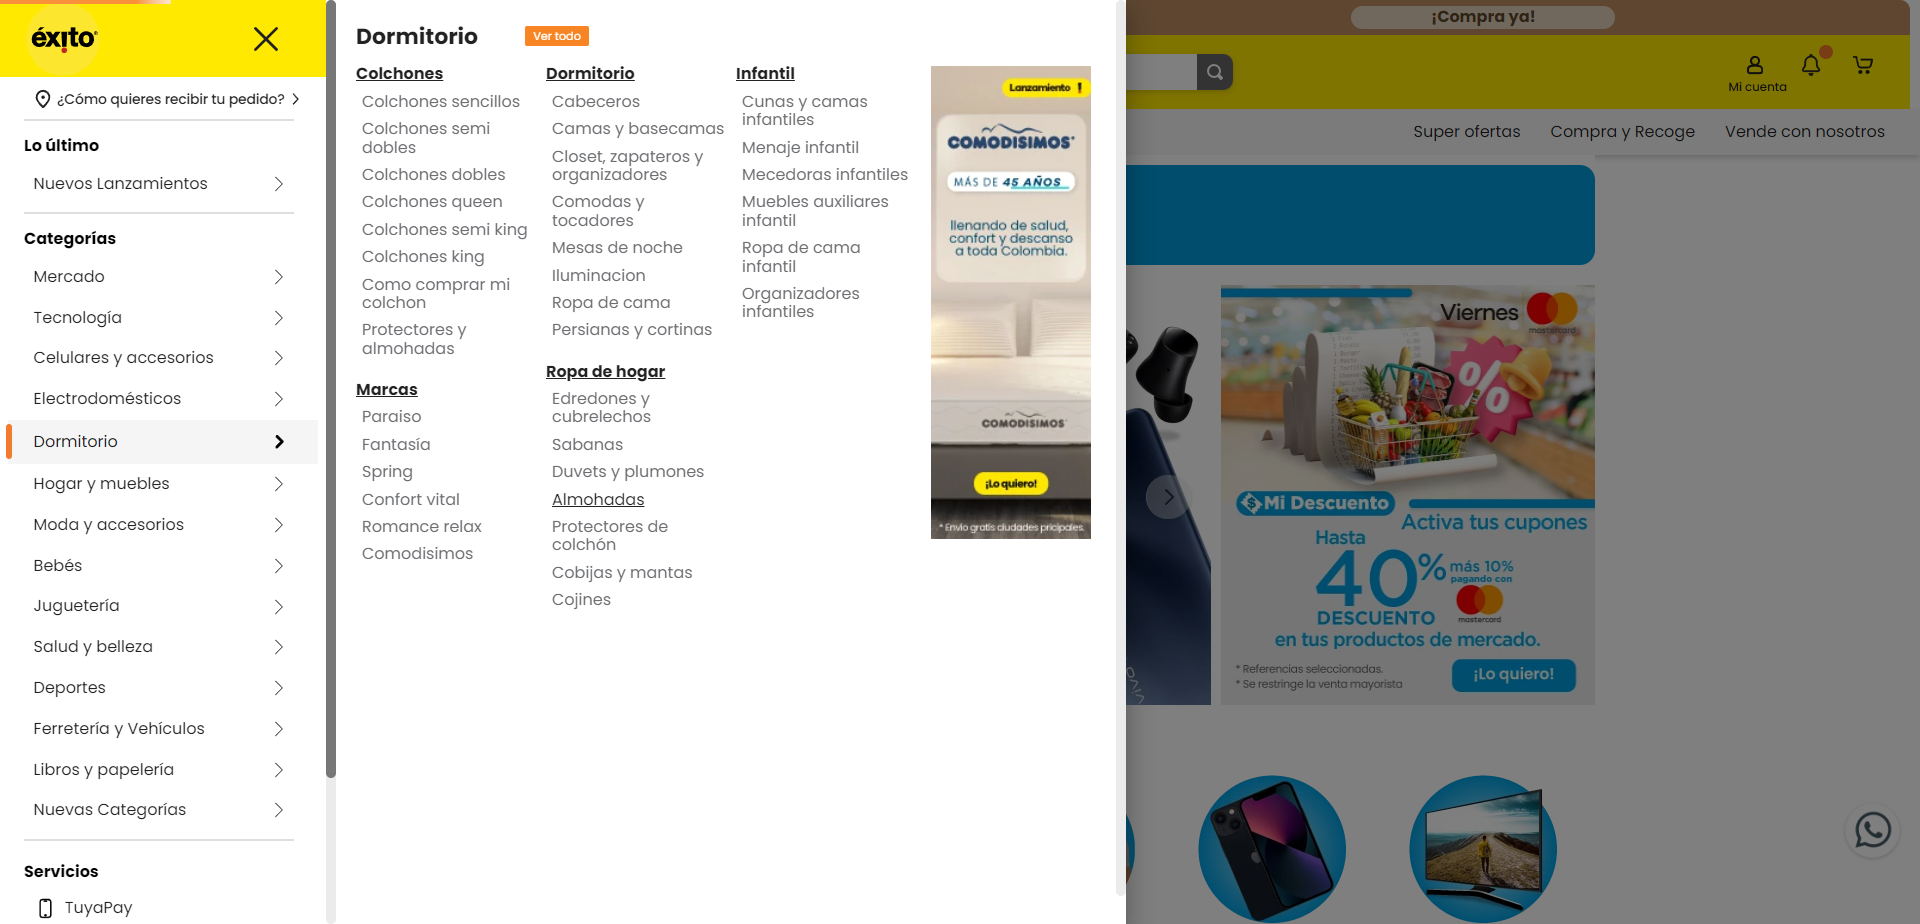 éxito
¿Cómo quieres recibir tu pedido?
Lo último
Nuevos Lanzamientos
Categorías
Mercado
Tecnología
Celulares y accesorios
Electrodomésticos
Dormitorio
Hogar y muebles
Moda y accesorios
Bebés
Juguetería
Salud y belleza
Deportes
Ferretería y Vehículos
Libros y papelería
Nuevas Categorías
Servicios
TuyaPay
Dormitorio
Ver todo
Colchones
Colchones sencillos
Colchones semi
dobles
Colchones dobles
Colchones queen
Colchones semi king
Colchones king
Como comprar mi
colchon
Protectores y
almohadas
Marcas
Paraiso
Fantasía
Spring
Confort vital
Romance relax
Comodisimos
Dormitorio
Cabeceros
Camas y basecamas
Closet, zapateros y
organizadores
Comodas y
tocadores
Mesas de noche
Iluminacion
Ropa de cama
Persianas y cortinas
Ropa de hogar
Edredones y
cubrelechos
Sabanas
Duvets y plumones
Almohadas
Protectores de
colchón
Cobijas y mantas
Cojines
Infantil
Cunas y camas
infantiles
Menaje infantil
Mecedoras infantiles
Muebles auxiliares
infantil
Ropa de cama
infantil
Organizadores
infantiles
Lanzamiento !
COMODISIMOS
MÁS DE 45 AÑOS
llenando de salud,
confort y descanso
a toda Colombia.
COMODISIMOS
¡Lo quiero!
* Envio gratis ciudades pricipales.
¡Compra ya!
Mi cuenta
Super ofertas
Compra y Recoge
Vende con nosotros
Viernes
mastercard
%
$ Mi Descuento
Activa tus cupones
Hasta
40%
más 10%
pagando con
mastercard
DESCUENTO
en tus productos de mercado.
* Referencias seleccionadas.
* Se restringe la venta mayorista
¡Lo quiero!